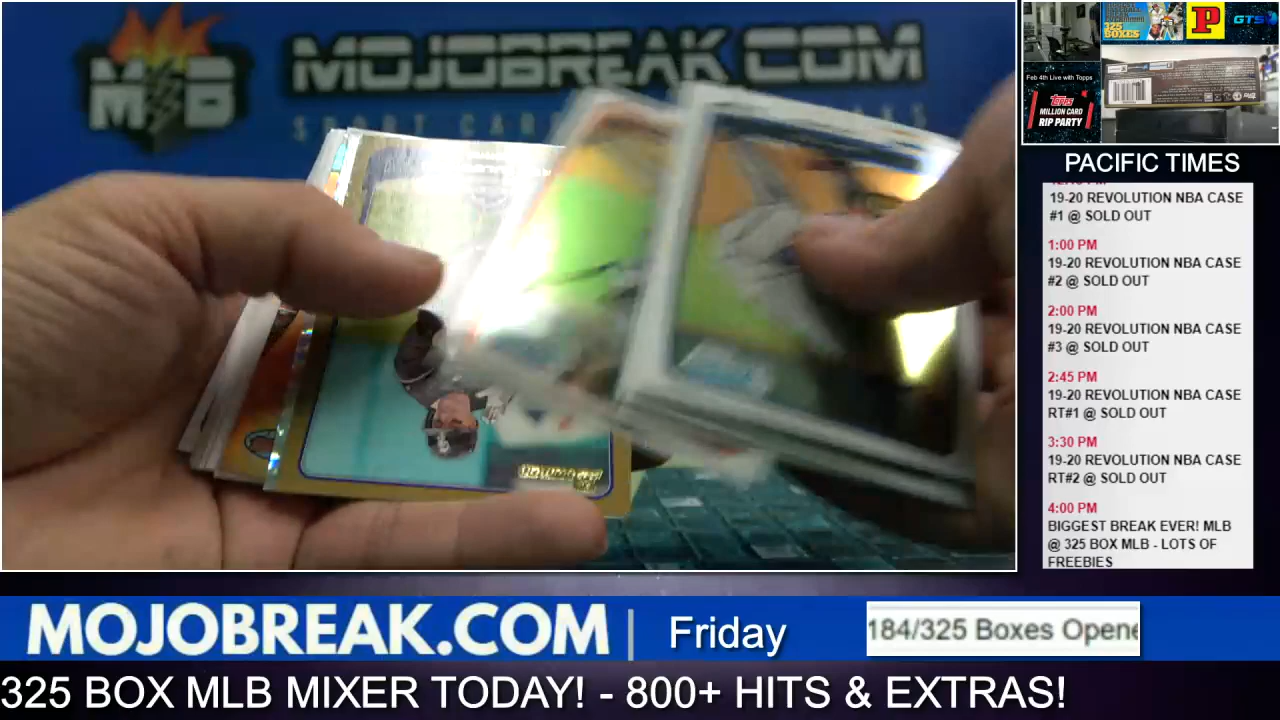 MOJOBREAK.COM
M B
325
BOXES
P
GTS
Feb 4th Live with Topps
Topps
MILLION CARD
RIP PARTY
PACIFIC TIMES
19-20 REVOLUTION NBA CASE
#1 @ SOLD OUT
1:00 PM
19-20 REVOLUTION NBA CASE
#2 @ SOLD OUT
2:00 PM
19-20 REVOLUTION NBA CASE
#3 @ SOLD OUT
2:45 PM
19-20 REVOLUTION NBA CASE
RT#1 @ SOLD OUT
3:30 PM
19-20 REVOLUTION NBA CASE
RT#2 @ SOLD OUT
4:00 PM
BIGGEST BREAK EVER! MLB
@ 325 BOX MLB - LOTS OF
FREEBIES
MOJOBREAK.COM | Friday
184/325 Boxes Opene
325 BOX MLB MIXER TODAY! - 800+ HITS & EXTRAS!